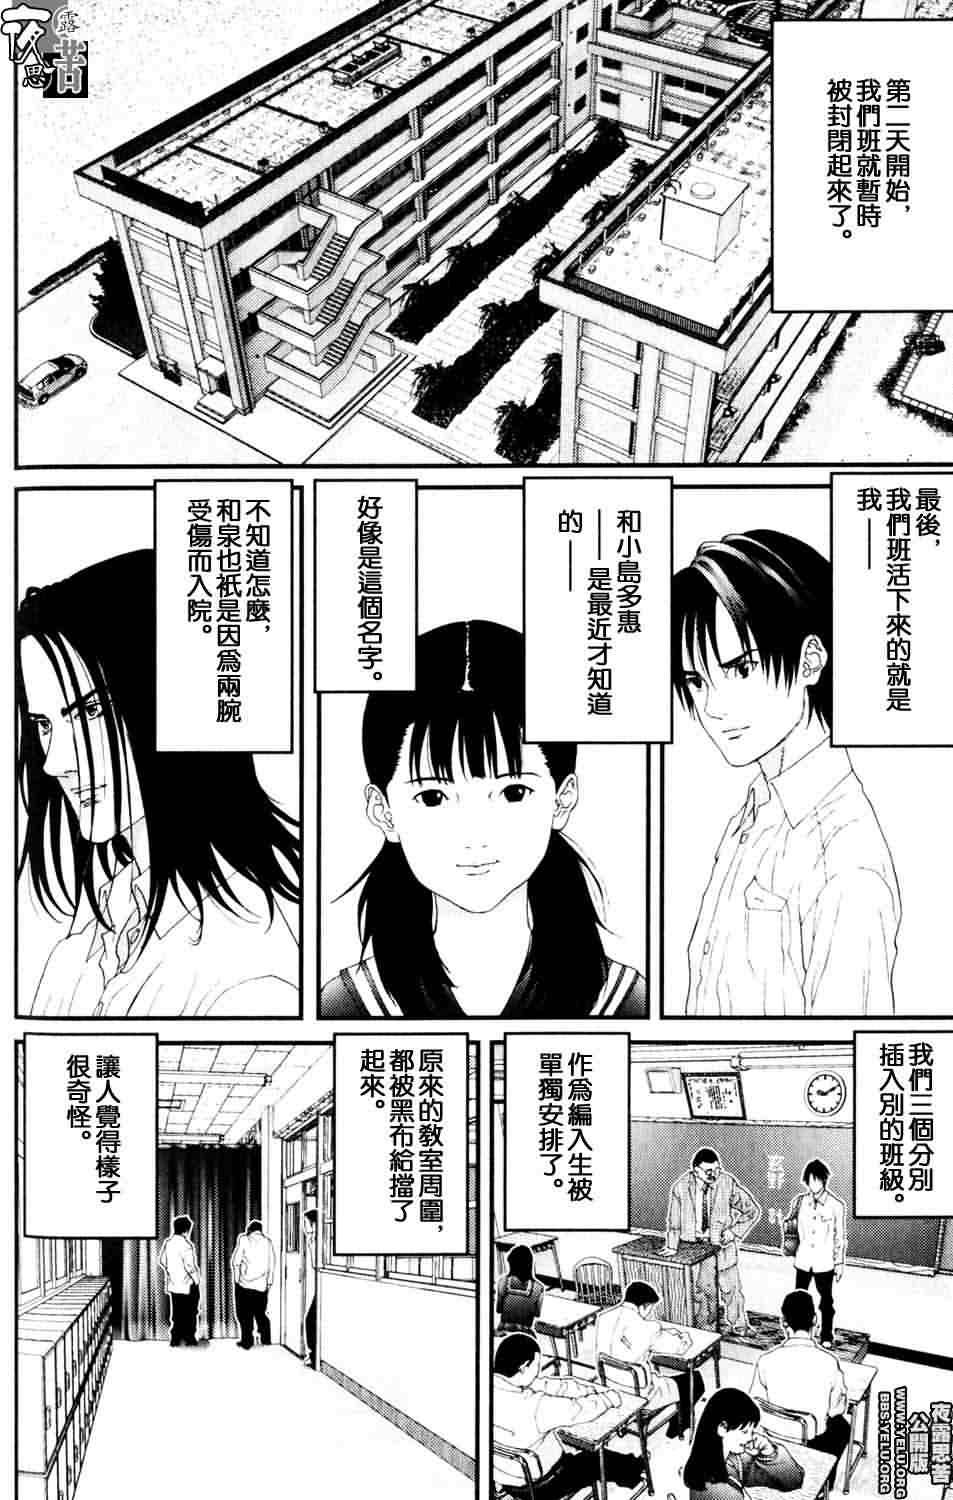 夜露思苦
第二天開始，
我們班就暫時
被封閉起來了。
最後，
我們班活下來的就是
我——
和小島多惠
——是最近才知道
的——
好像是這個名字。
不知道怎麼，
和泉也衹是因爲兩腕
受傷而入院。
我們三個分別
插入別的班級。
作爲編入生被
單獨安排了。
原來的教室周圍，
都被黑布給擋了
起來。
讓人覺得樣子
很奇怪。
夜露思苦
公開版
WWW.YELU.ORG
BBS.YELU.ORG